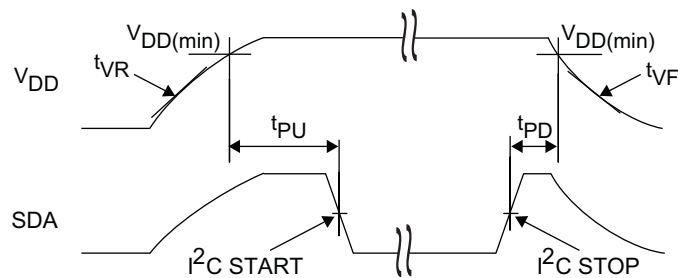 VDD(min) VDD(min)
tVR tVF
VDD
tPU tPD
SDA
I2C START I2C STOP